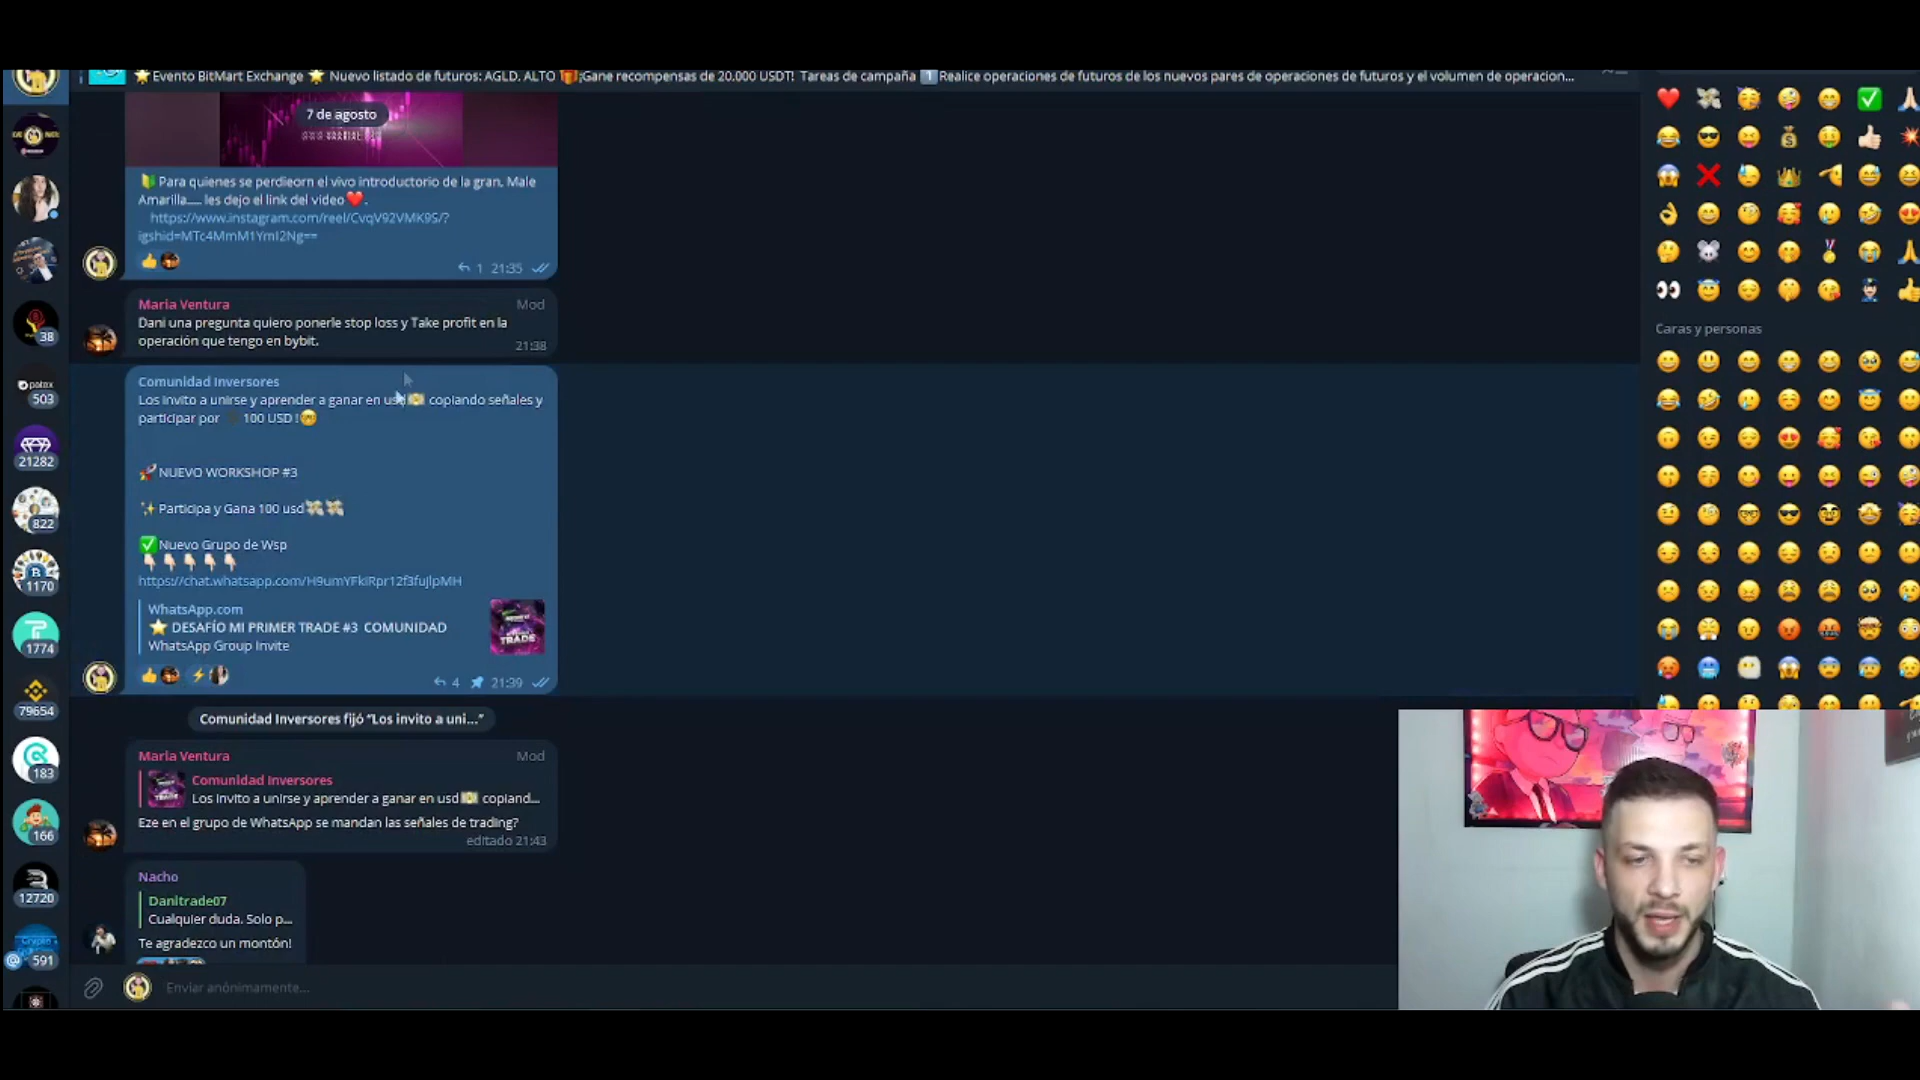 🌟Evento BitMart Exchange 🌟 Nuevo listado de futuros: AGLD, ALTO 🎁¡Gane recompensas de 20.000 USDT! Tareas de campaña 1️⃣Realice operaciones de futuros de los nuevos pares de operaciones de futuros y el volumen de operacion...
7 de agosto
🔰Para quienes se perdieorn el vivo introductorio de la gran, Male
Amarilla..... les dejo el link del video❤️.
https://www.instagram.com/reel/CvqV92VMK9S/?
igshid=MTc4MmM1YmI2Ng==
1 21:35
Maria Ventura Mod
Dani una pregunta quiero ponerle stop loss y Take profit en la
operación que tengo en bybit.
21:38
Comunidad Inversores
Los invito a unirse y aprender a ganar en usd💴 copiando señales y
participar por 100 USD !🤑
🚀NUEVO WORKSHOP #3
✨Participa y Gana 100 usd💸💸
✅Nuevo Grupo de Wsp
👇🏻👇🏻👇🏻👇🏻👇🏻
https://chat.whatsapp.com/H9umYFkiRpr12f3fuJlpMH
WhatsApp.com
⭐ DESAFÍO MI PRIMER TRADE #3 COMUNIDAD
WhatsApp Group Invite
TRADE
4 21:39
Comunidad Inversores fijó “Los invito a uni...”
Maria Ventura Mod
Comunidad Inversores
Los invito a unirse y aprender a ganar en usd💴 copiand...
Eze en el grupo de WhatsApp se mandan las señales de trading?
editado 21:43
Nacho
Danitrade07
Cualquier duda. Solo p...
Te agradezco un montón!
Enviar anónimamente...
38
503
21282
822
1170
1774
79654
183
166
12720
591
Caras y personas